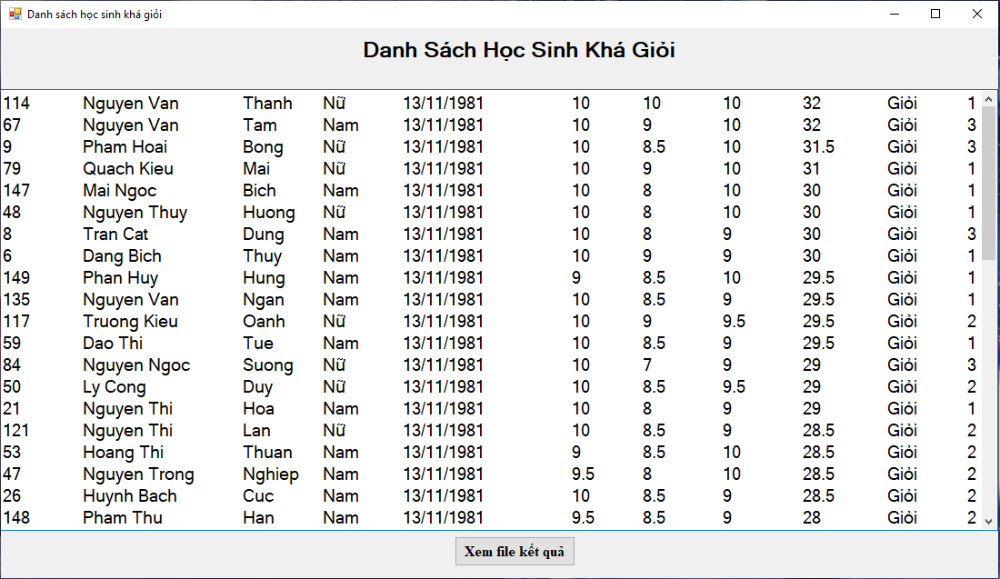 Danh sách học sinh khá giỏi
Danh Sách Học Sinh Khá Giỏi
114 Nguyen Van Thanh Nữ 13/11/1981 10 10 10 32 Giỏi 1
67 Nguyen Van Tam Nam 13/11/1981 10 9 10 32 Giỏi 3
9 Pham Hoai Bong Nữ 13/11/1981 10 8.5 10 31.5 Giỏi 3
79 Quach Kieu Mai Nữ 13/11/1981 10 9 10 31 Giỏi 1
147 Mai Ngoc Bich Nam 13/11/1981 10 8 10 30 Giỏi 1
48 Nguyen Thuy Huong Nữ 13/11/1981 10 8 10 30 Giỏi 1
8 Tran Cat Dung Nam 13/11/1981 10 8 9 30 Giỏi 3
6 Dang Bich Thuy Nam 13/11/1981 10 9 9 30 Giỏi 1
149 Phan Huy Hung Nam 13/11/1981 9 8.5 10 29.5 Giỏi 1
135 Nguyen Van Ngan Nam 13/11/1981 10 8.5 9 29.5 Giỏi 1
117 Truong Kieu Oanh Nữ 13/11/1981 10 9 9.5 29.5 Giỏi 2
59 Dao Thi Tue Nam 13/11/1981 10 8.5 9 29.5 Giỏi 1
84 Nguyen Ngoc Suong Nữ 13/11/1981 10 7 9 29 Giỏi 3
50 Ly Cong Duy Nữ 13/11/1981 10 8.5 9.5 29 Giỏi 2
21 Nguyen Thi Hoa Nam 13/11/1981 10 8 9 29 Giỏi 1
121 Nguyen Thi Lan Nữ 13/11/1981 10 8.5 9 28.5 Giỏi 2
53 Hoang Thi Thuan Nam 13/11/1981 9 8.5 10 28.5 Giỏi 2
47 Nguyen Trong Nghiep Nam 13/11/1981 9.5 8 10 28.5 Giỏi 2
26 Huynh Bach Cuc Nam 13/11/1981 10 8.5 9 28.5 Giỏi 2
148 Pham Thu Han Nam 13/11/1981 9.5 8.5 9 28 Giỏi 2
Xem file kết quả